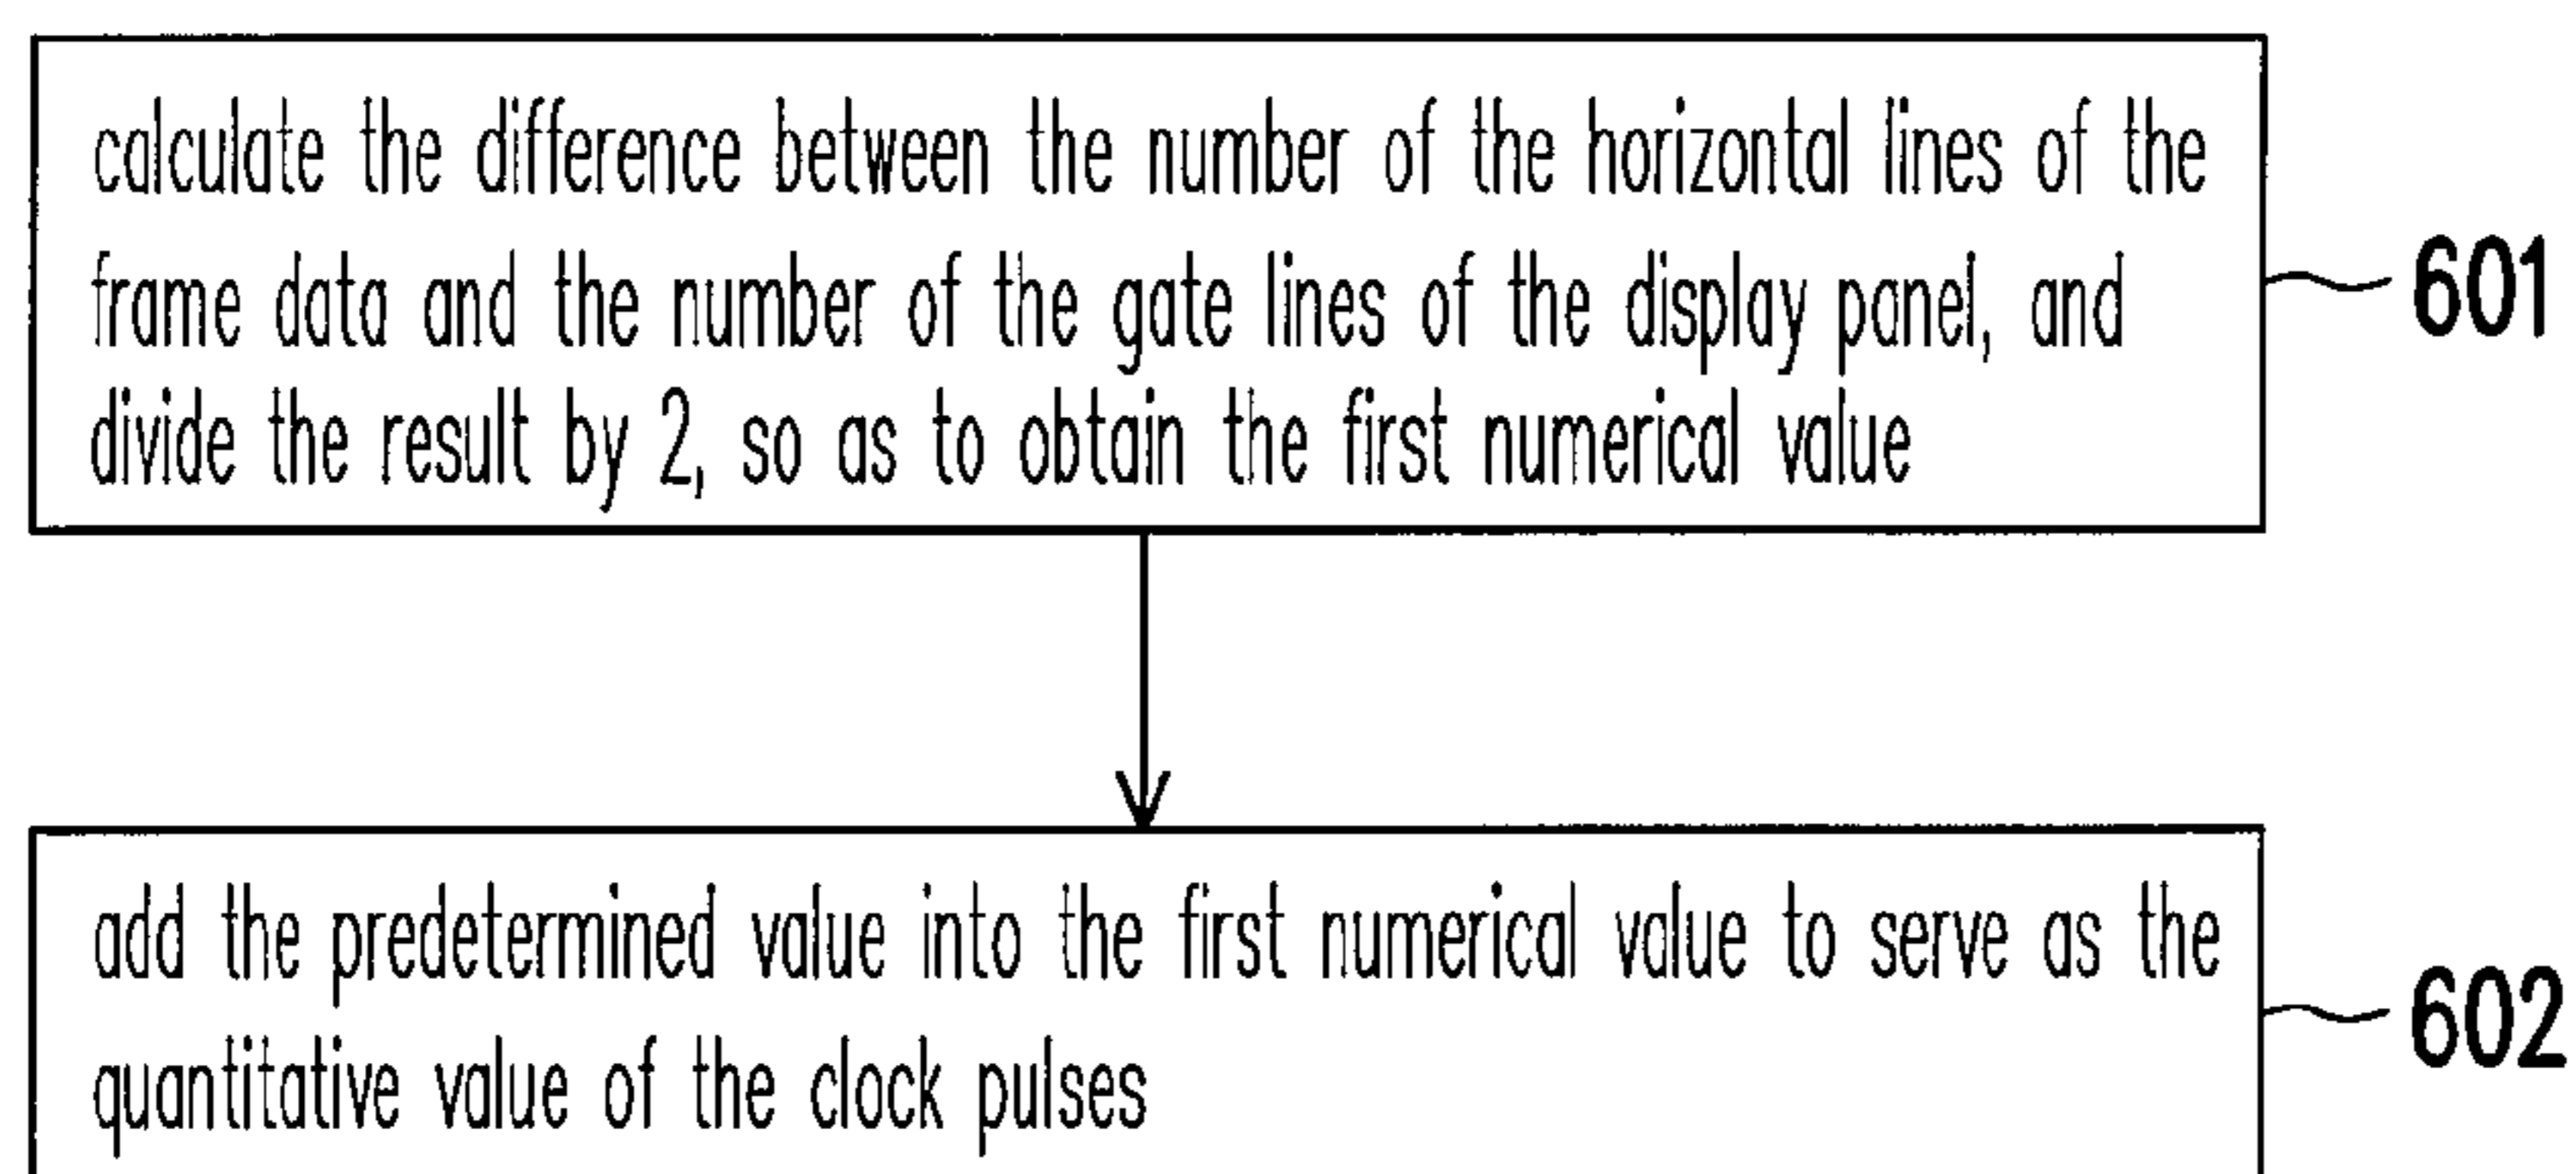 calculate the difference between the number of the horizontal lines of the
frame data and the number of the gate lines of the display panel, and
divide the result by 2, so as to obtain the first numerical value
601
add the predetermined value into the first numerical value to serve as the
quantitative value of the clock pulses
602